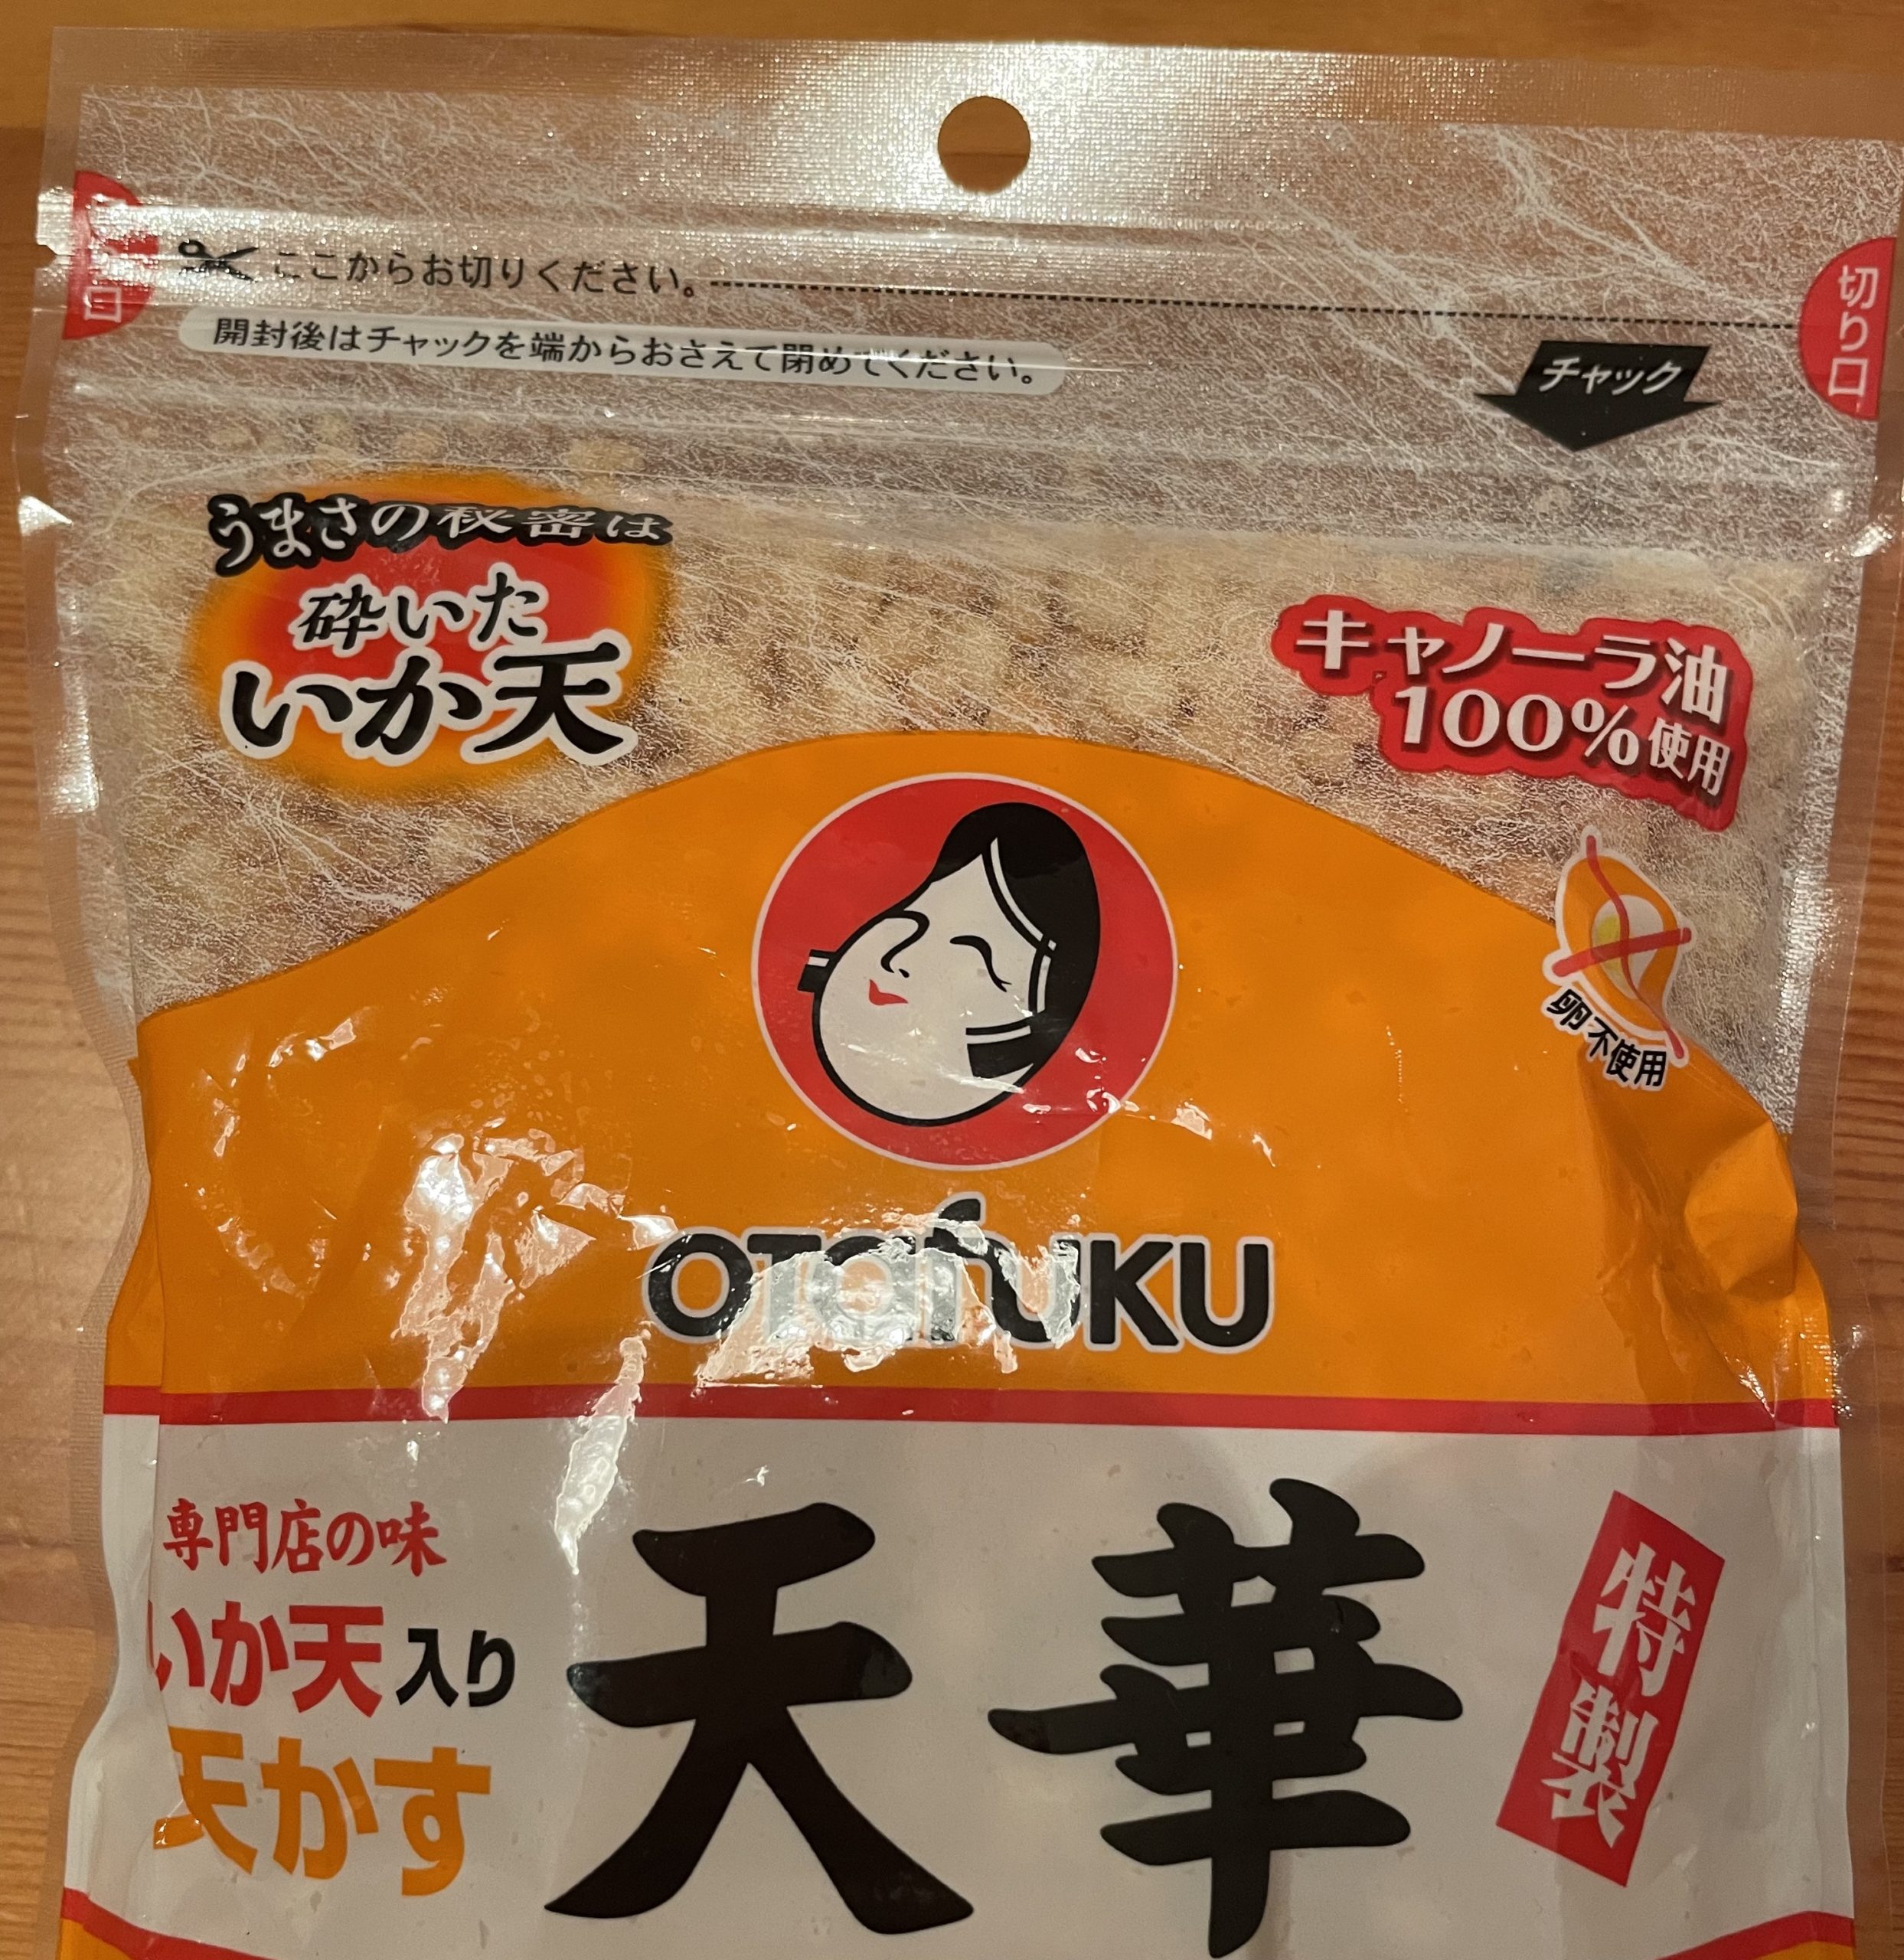 ここからお切りください。
切り口
開封後はチャックを端からおさえて閉めてください。
チャック
うまさの秘密は
砕いた
いか天
キャノーラ油
100%使用
卵不使用
OTafUKU
専門店の味
いか天入り
天かす
天華
特製